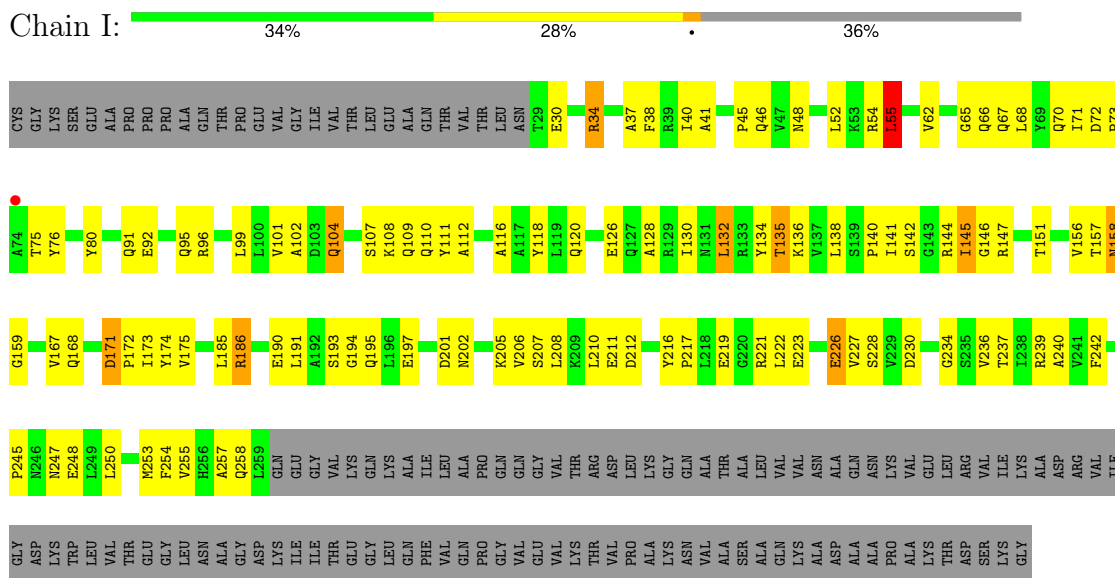 Chain I:
34% 28% • 36%
CYS GLY LYS SER GLU ALA PRO PRO PRO ALA GLN THR PRO GLU VAL GLY ILE VAL THR LEU GLU ALA GLN THR VAL THR LEU ASN T29 E30 R34 A37 F38 R39 I40 A41 P45 Q46 V47 N48 L52 K53 R54 L55 V62 G65 Q66 Q67 L68 Y69 Q70 I71 D72 P73
A74 T75 Y76 Y80 Q91 E92 Q95 R96 L99 L100 V101 A102 D103 Q104 S107 K108 Q109 Q110 Y111 A112 A116 A117 Y118 L119 Q120 E126 Q127 A128 R129 I130 N131 L132 R133 Y134 T135 K136 V137 L138 S139 P140 I141 S142 G143 R144 I145 G146 R147 T151 V156 T157 N158
G159 V167 Q168 D171 P172 I173 Y174 V175 L185 R186 E190 L191 A192 S193 G194 Q195 L196 E197 D201 N202 K205 V206 S207 L208 K209 L210 E211 D212 Y216 P217 L218 E219 G220 R221 L222 E223 E226 V227 S228 V229 D230 G234 S235 V236 T237 I238 R239 A240 V241 F242
P245 N246 N247 E248 L249 L250 M253 F254 V255 H256 A257 Q258 L259 GLN GLU GLY VAL LYS GLN LYS ALA ILE LEU ALA PRO GLN GLN GLY VAL THR ARG ASP LEU LYS GLY GLN ALA THR ALA LEU VAL VAL ASN ALA GLN ASN LYS VAL GLU LEU ARG VAL ILE LYS ALA ASP ARG VAL ILE
GLY ASP LYS TRP LEU VAL THR GLU GLY LEU ASN ALA GLY ASP LYS ILE ILE THR GLU GLY LEU GLN PHE VAL GLN PRO GLY VAL GLU VAL LYS THR VAL PRO ALA LYS ASN VAL ALA SER ALA GLN LYS ALA ASP ALA ALA PRO ALA LYS THR ASP SER LYS GLY